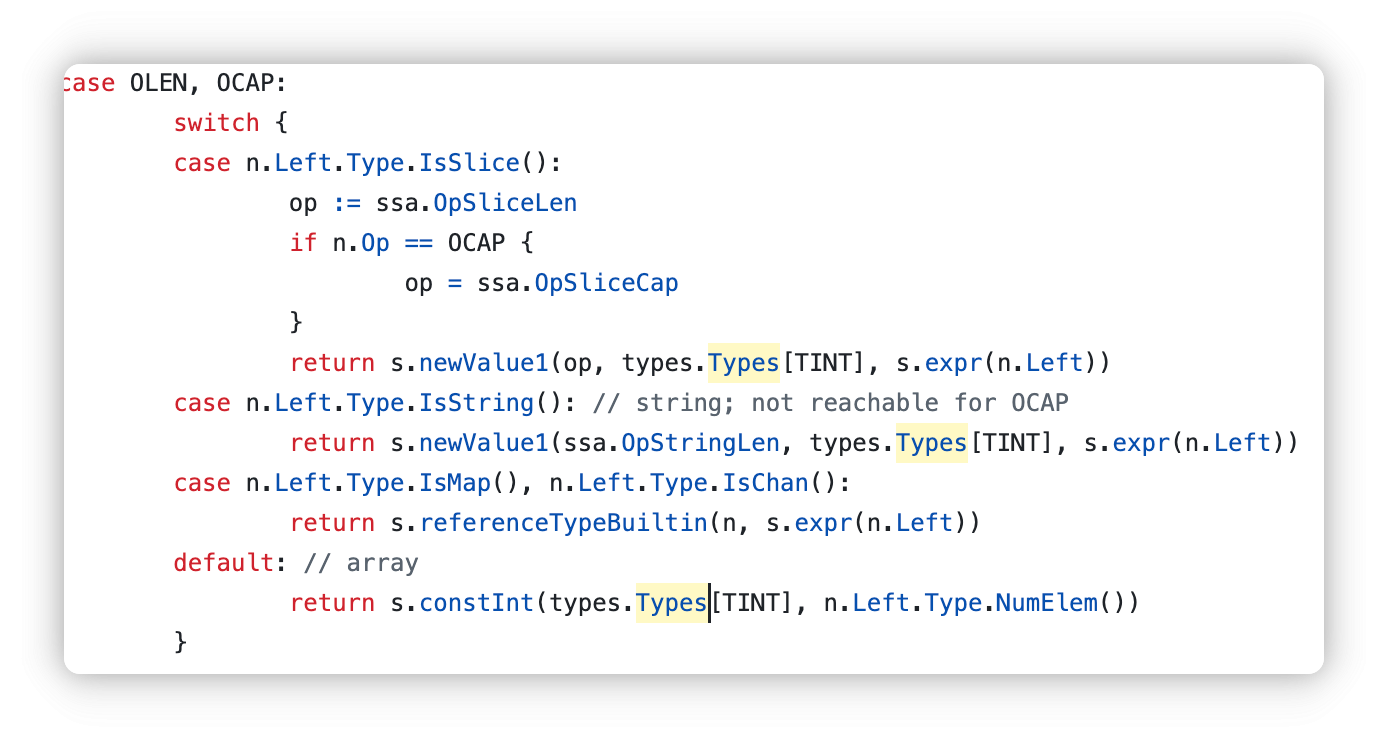 case OLEN, OCAP:
switch {
case n.Left.Type.IsSlice():
op := ssa.OpSliceLen
if n.Op == OCAP {
op = ssa.OpSliceCap
}
return s.newValue1(op, types.Types[TINT], s.expr(n.Left))
case n.Left.Type.IsString(): // string; not reachable for OCAP
return s.newValue1(ssa.OpStringLen, types.Types[TINT], s.expr(n.Left))
case n.Left.Type.IsMap(), n.Left.Type.IsChan():
return s.referenceTypeBuiltin(n, s.expr(n.Left))
default: // array
return s.constInt(types.Types[TINT], n.Left.Type.NumElem())
}